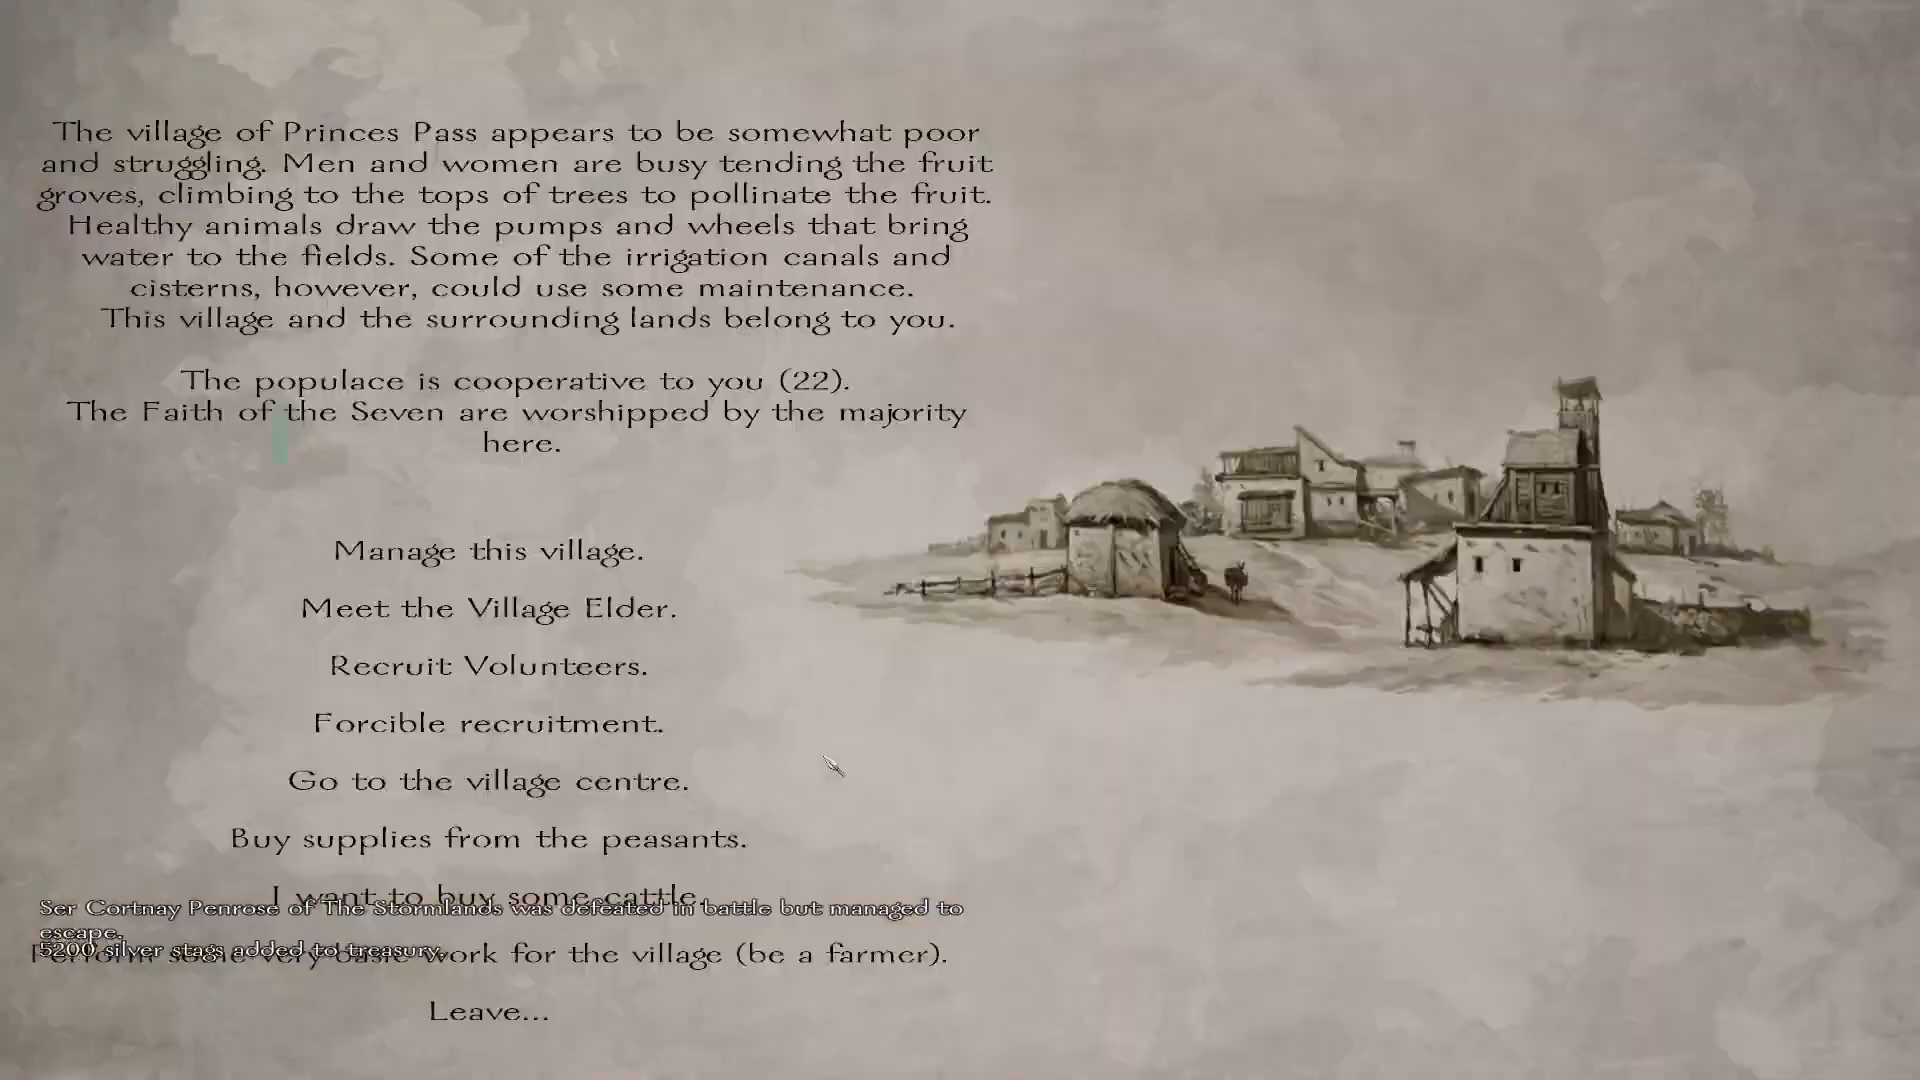 The village of Princes Pass appears to be somewhat poor
and struggling. Men and women are busy tending the fruit
groves, climbing to the tops of trees to pollinate the fruit.
Healthy animals draw the pumps and wheels that bring
water to the fields. Some of the irrigation canals and
cisterns, however, could use some maintenance.
This village and the surrounding lands belong to you.
The populace is cooperative to you (22).
The Faith of the Seven are worshipped by the majority
here.
Manage this village.
Meet the Village Elder.
Recruit Volunteers.
Forcible recruitment.
Go to the village centre.
Buy supplies from the peasants.
I want to buy some cattle.
Ser Cortnay Penrose of The Stormlands was defeated in battle but managed to
escape.
5200 silver stags added to treasury.
Perform some very basic work for the village (be a farmer).
Leave...